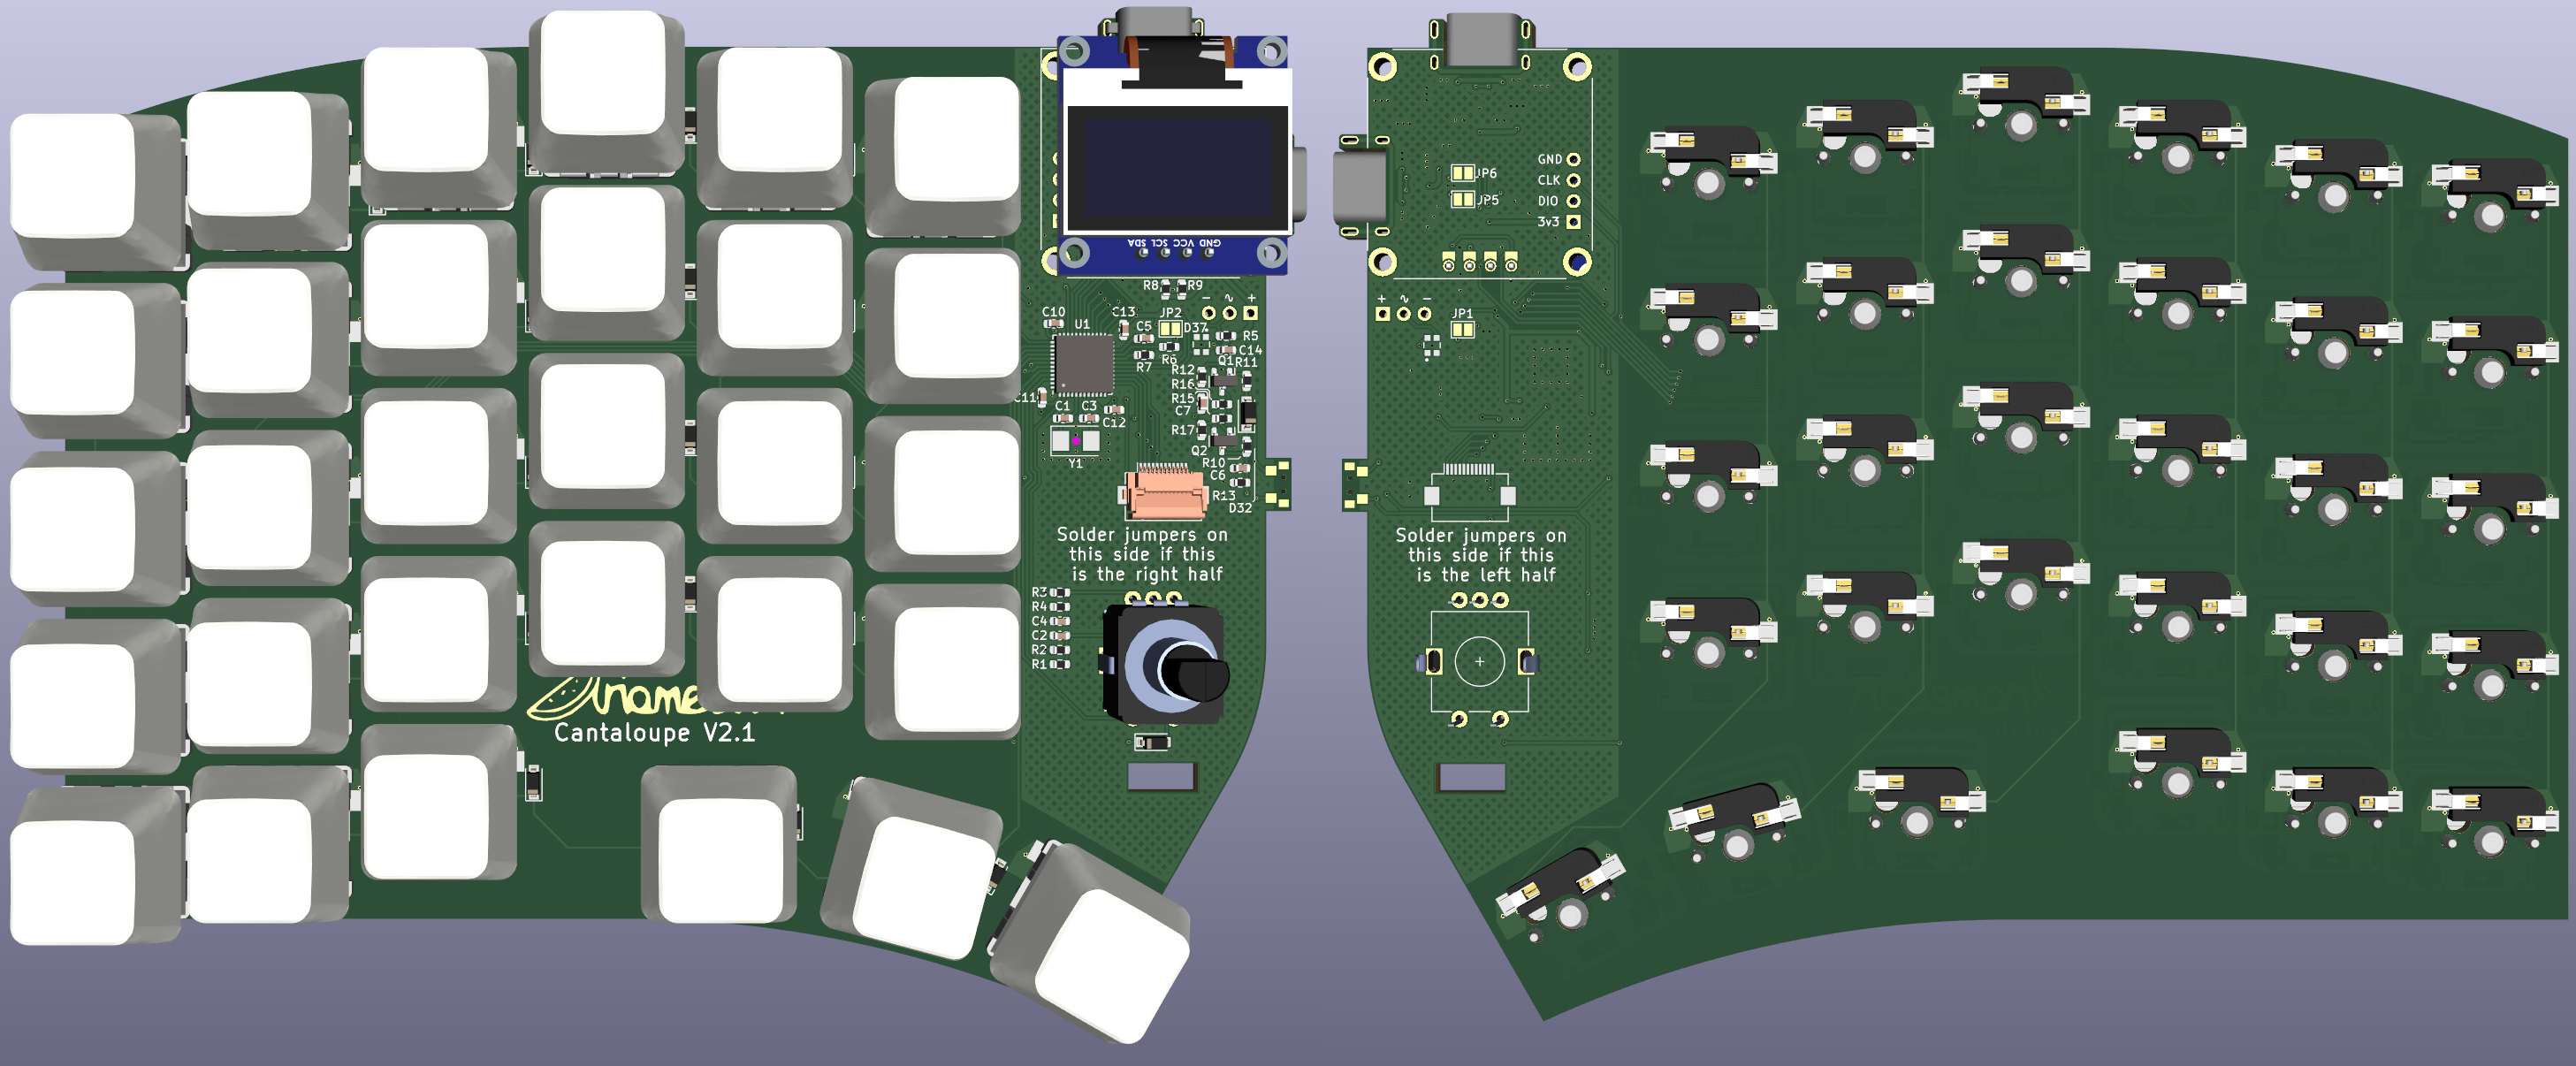 GND VCC SCL SDA
R8 R9
- ∿ +
C10 U1 C13 JP2
C5 D37 R5
R6 C14
R7 Q1 R11
R12
R16
C11 R15
C1 C3 C7
C12
R17
Y1 Q2
R10
C6
R13
D32
Solder jumpers on
this side if this
is the right half
R3
R4
C4
C2
R2
R1
Cantaloupe V2.1
JP6
JP5
GND
CLK
DIO
3v3
+ ∿ -
JP1
Solder jumpers on
this side if this
is the left half